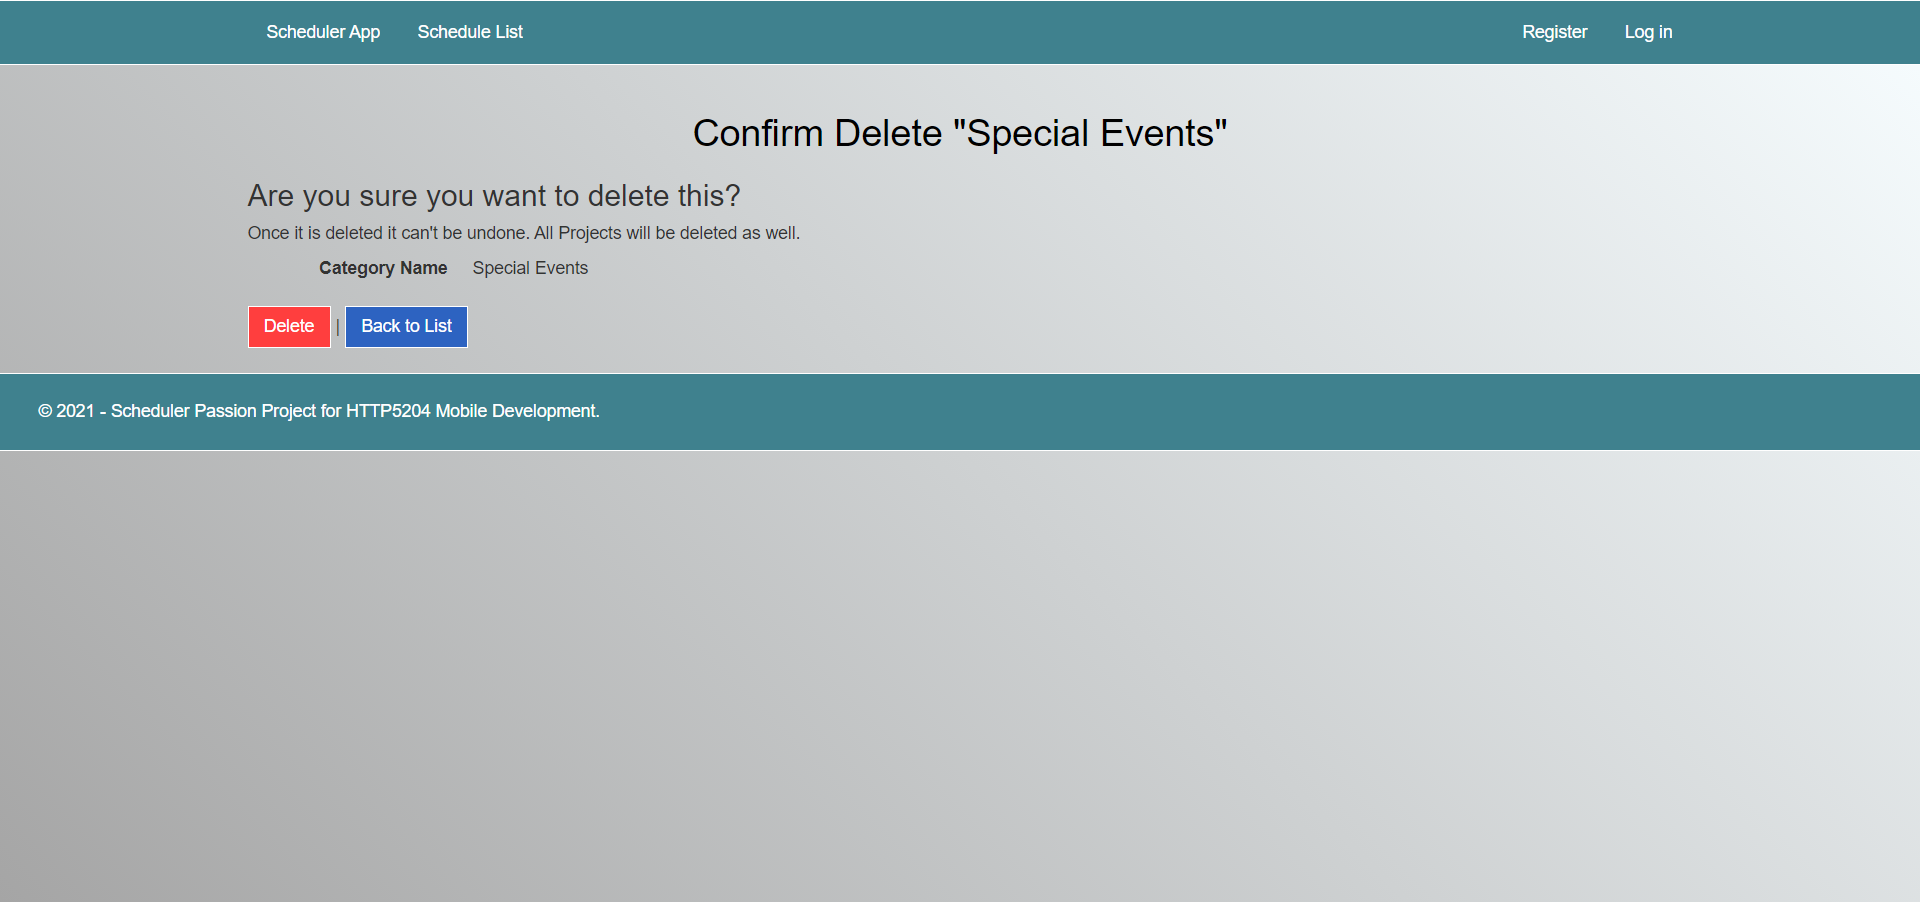 Scheduler App Schedule List Register Log in
Confirm Delete "Special Events"
Are you sure you want to delete this?
Once it is deleted it can't be undone. All Projects will be deleted as well.
Category Name Special Events
Delete | Back to List
© 2021 - Scheduler Passion Project for HTTP5204 Mobile Development.